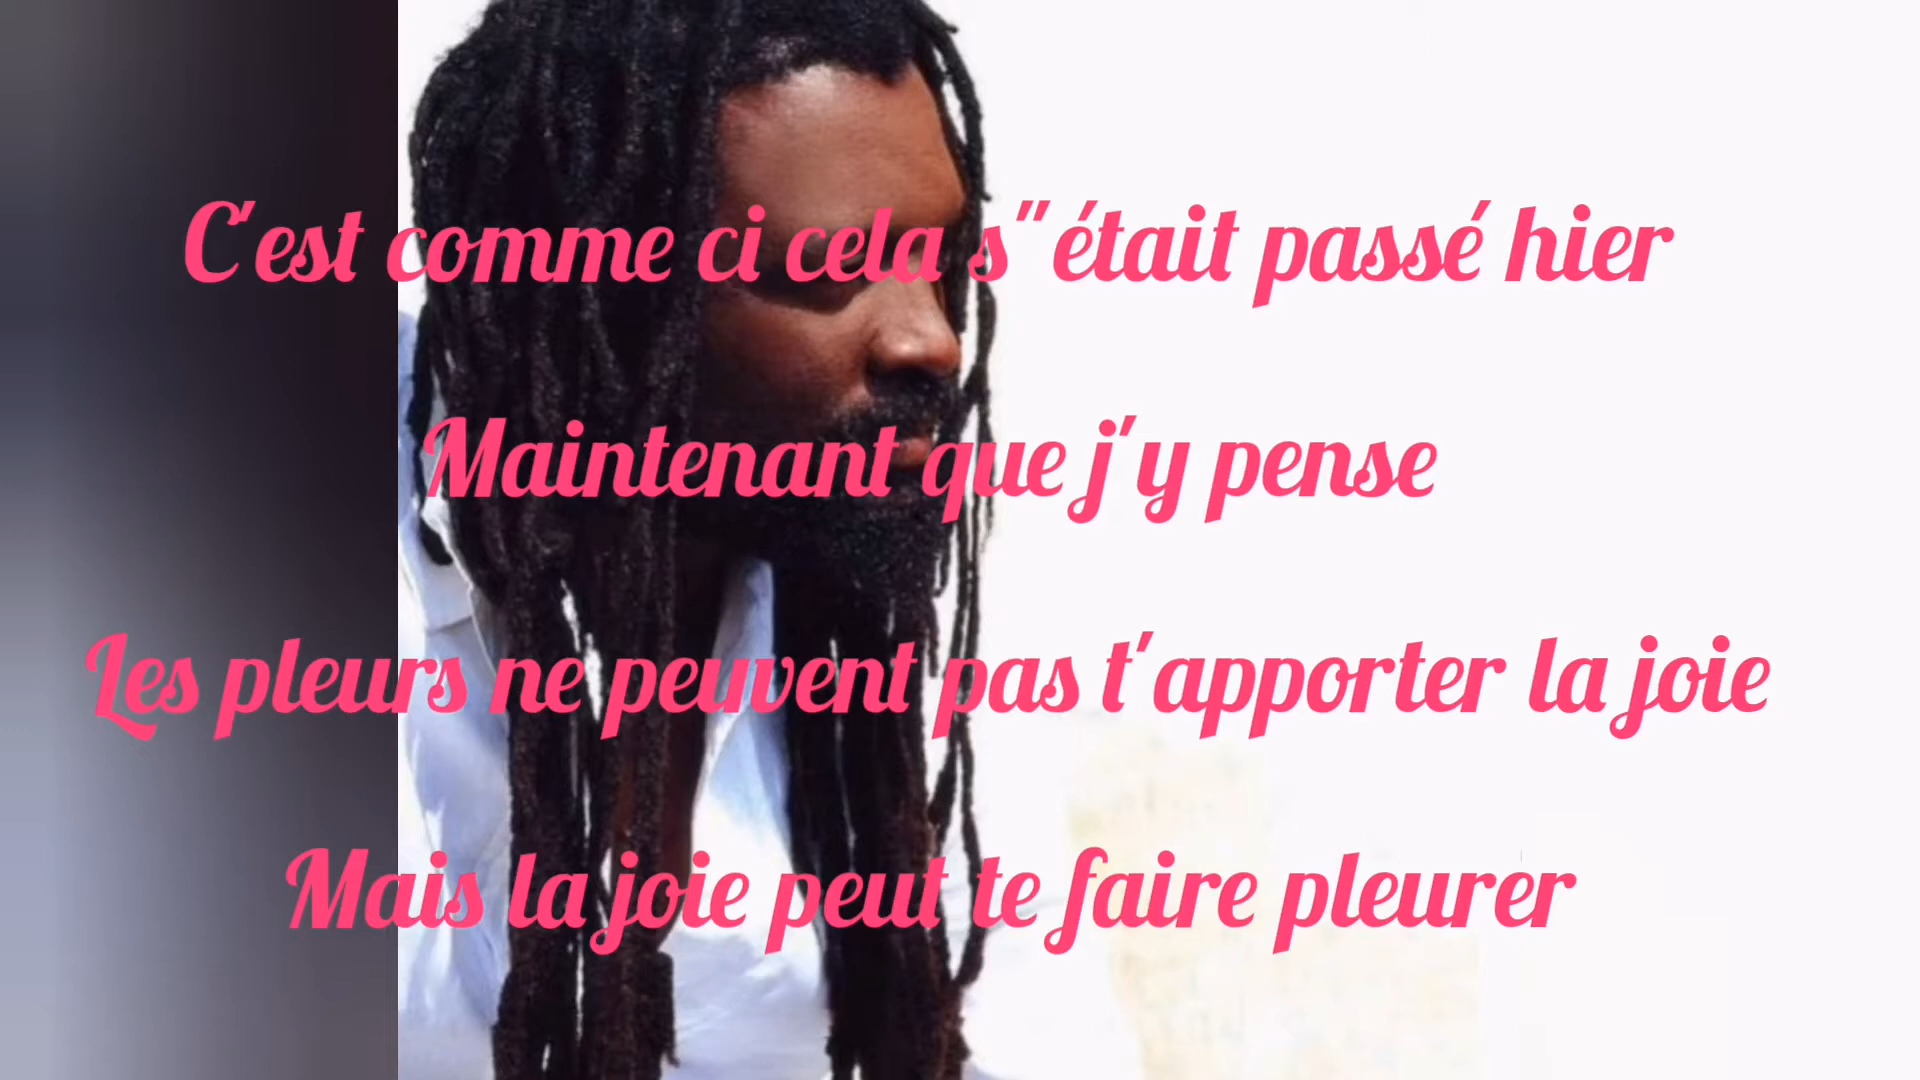 C'est comme ci cela s"était passé hier
Maintenant que j'y pense
Les pleurs ne peuvent pas t'apporter la joie
Mais la joie peut te faire pleurer